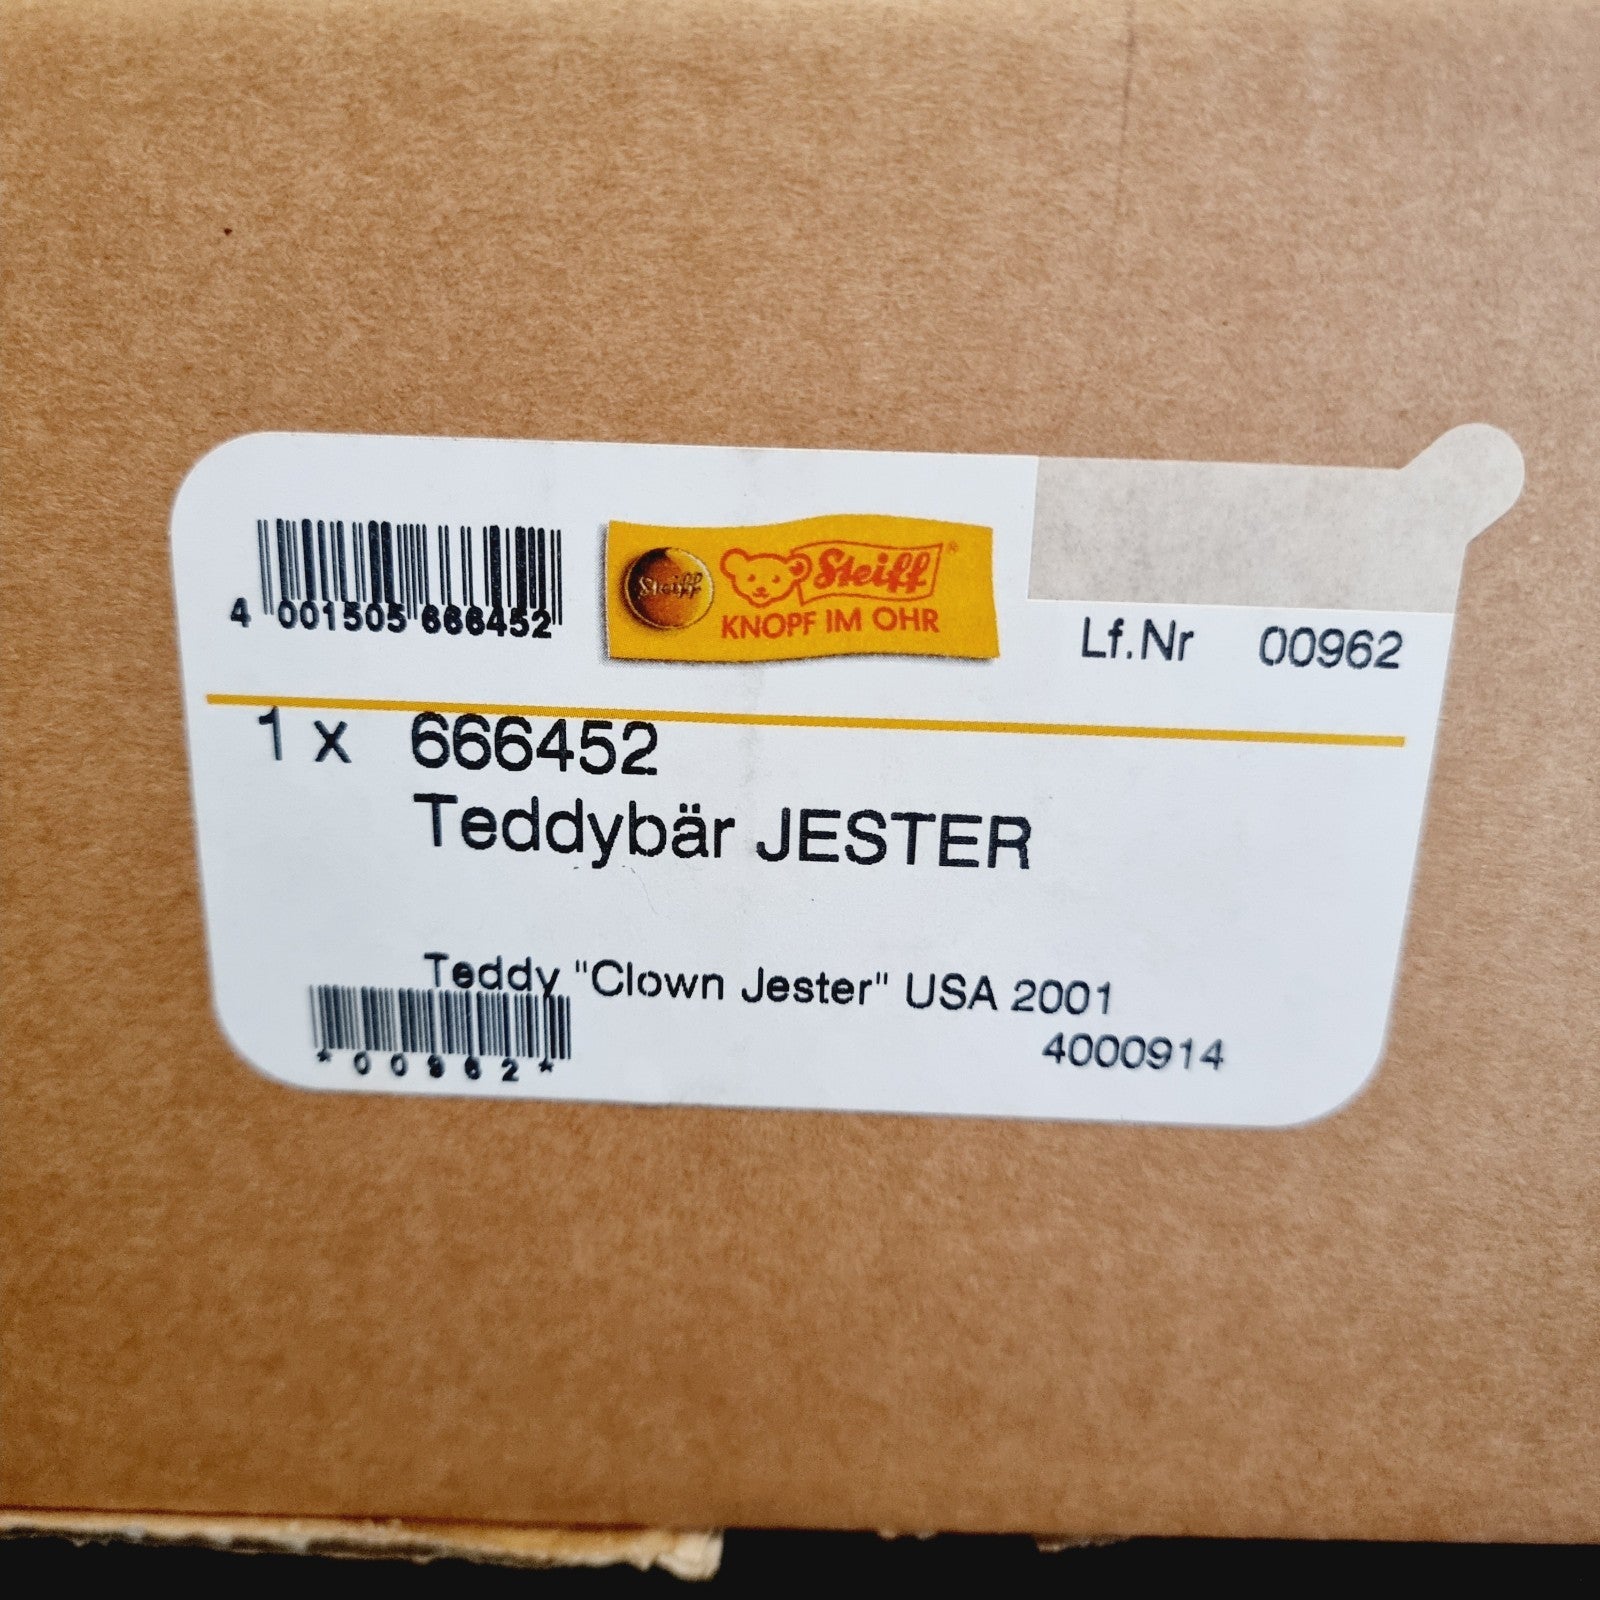 4 001505 666452
Steiff
Steiff®
KNOPF IM OHR
Lf.Nr 00962
1 x 666452
Teddybär JESTER
Teddy "Clown Jester" USA 2001
4000914
*00962*